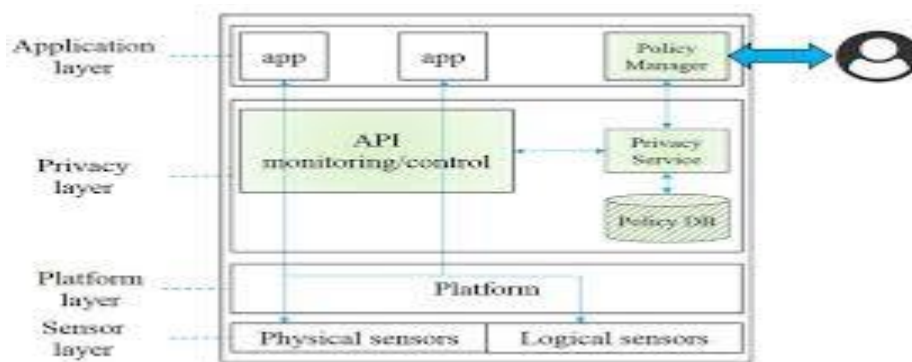 Application
layer
app
app
Policy
Manager
Privacy
layer
API
monitoring/control
Privacy
Service
Policy DB
Platform
layer
Platform
Sensor
layer
Physical sensors
Logical sensors